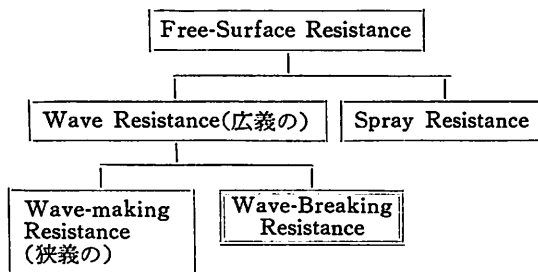 Free-Surface Resistance
Wave Resistance(広義の)
Spray Resistance
Wave-making
Resistance
(狭義の)
Wave-Breaking
Resistance